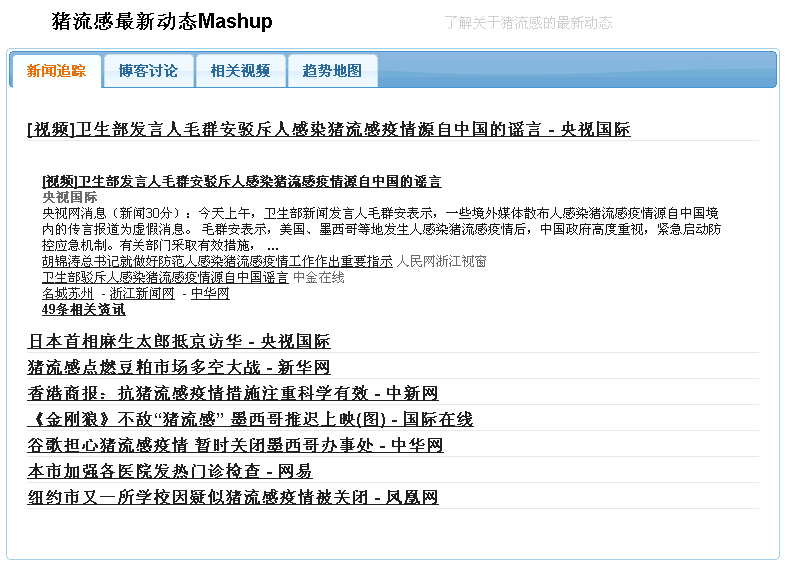 猪流感最新动态Mashup
了解关于猪流感的最新动态
新闻追踪 博客讨论 相关视频 趋势地图
[视频]卫生部发言人毛群安驳斥人感染猪流感疫情源自中国的谣言 - 央视国际
[视频]卫生部发言人毛群安驳斥人感染猪流感疫情源自中国的谣言
央视国际
央视网消息（新闻30分）：今天上午，卫生部新闻发言人毛群安表示，一些境外媒体散布人感染猪流感疫情源自中国境
内的传言报道为虚假消息。 毛群安表示，美国、墨西哥等地发生人感染猪流感疫情后，中国政府高度重视，紧急启动防
控应急机制。有关部门采取有效措施， ...
胡锦涛总书记就做好防范人感染猪流感疫情工作作出重要指示 人民网浙江视窗
卫生部驳斥人感染猪流感疫情源自中国谣言 中金在线
名城苏州 - 浙江新闻网 - 中华网
49条相关资讯
日本首相麻生太郎抵京访华 - 央视国际
猪流感点燃豆粕市场多空大战 - 新华网
香港商报：抗猪流感疫情措施注重科学有效 - 中新网
《金刚狼》不敌“猪流感” 墨西哥推迟上映(图) - 国际在线
谷歌担心猪流感疫情 暂时关闭墨西哥办事处 - 中华网
本市加强各医院发热门诊检查 - 网易
纽约市又一所学校因疑似猪流感疫情被关闭 - 凤凰网